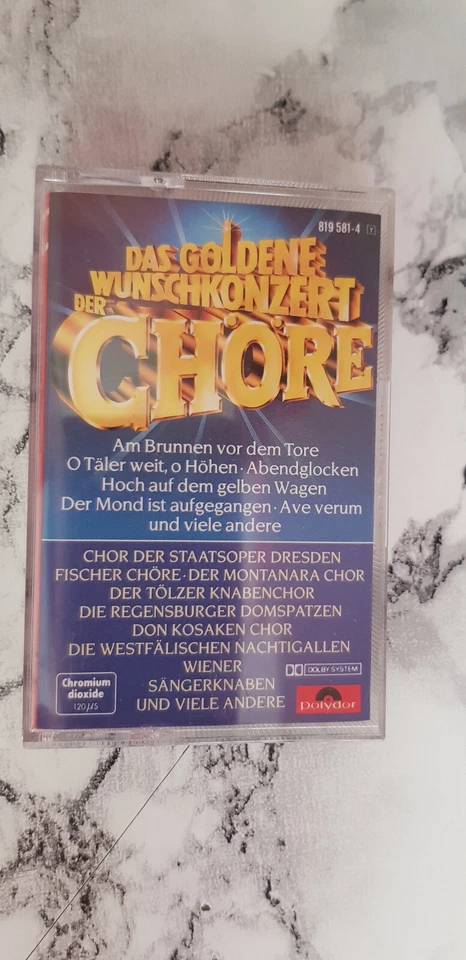 819 581-4 Y
DAS GOLDENE
WUNSCHKONZERT
DER
CHÖRE
Am Brunnen vor dem Tore
O Täler weit, o Höhen · Abendglocken
Hoch auf dem gelben Wagen
Der Mond ist aufgegangen · Ave verum
und viele andere
CHOR DER STAATSOPER DRESDEN
FISCHER CHÖRE · DER MONTANARA CHOR
DER TÖLZER KNABENCHOR
DIE REGENSBURGER DOMSPATZEN
DON KOSAKEN CHOR
DIE WESTFÄLISCHEN NACHTIGALLEN
WIENER
SÄNGERKNABEN
UND VIELE ANDERE
Chromium
dioxide
120 µS
DOLBY SYSTEM
Polydor